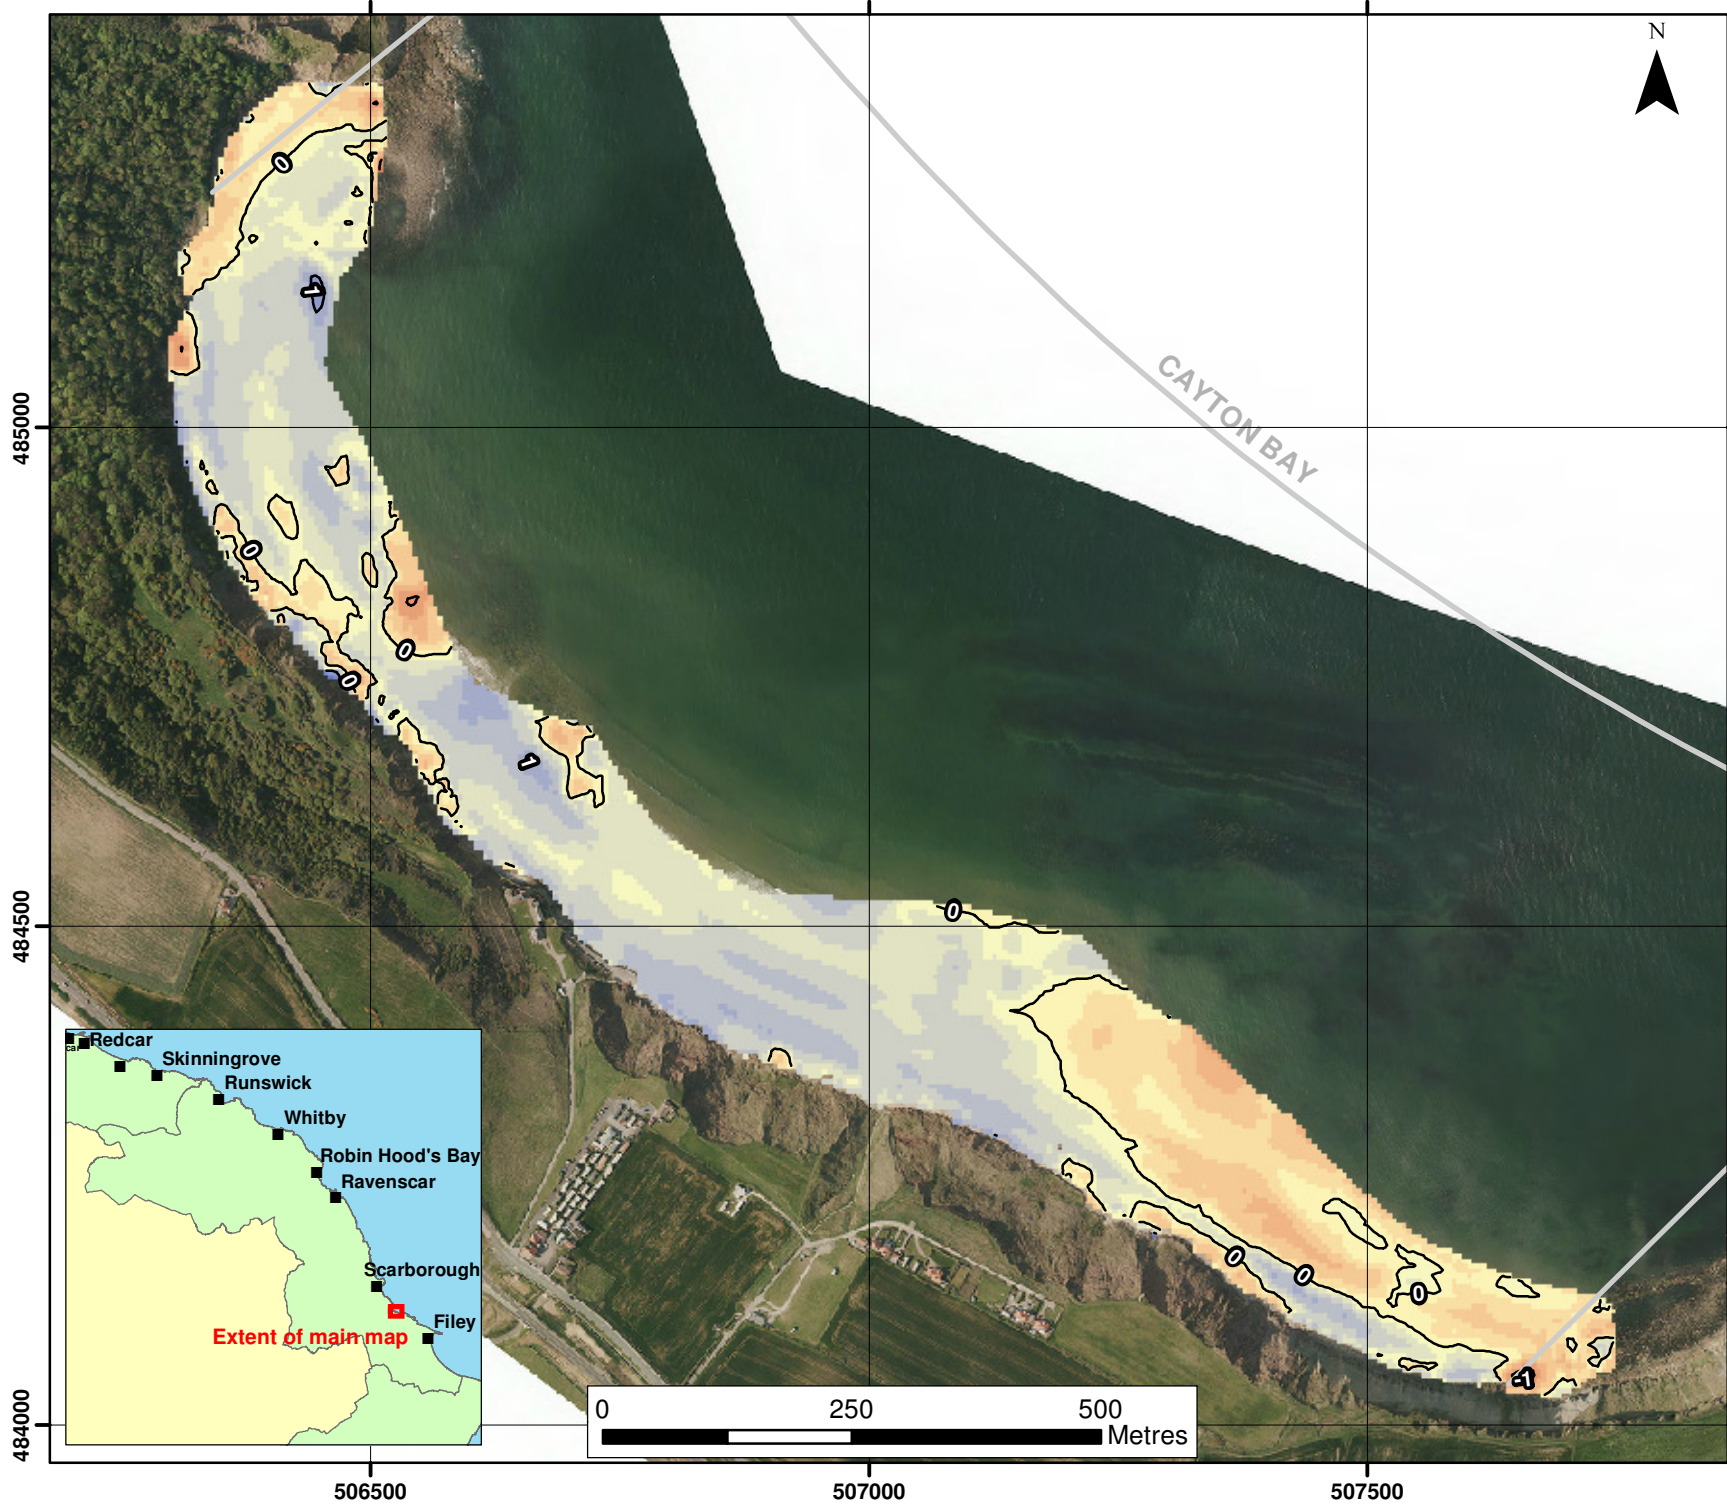 N
0
1
CAYTON BAY
485000
0
0
0
1
0
484500
Redcar
car
Skinningrove
Runswick
Whitby
Robin Hood's Bay
Ravenscar
Scarborough
Filey
Extent of main map
0
0
0
-1
484000
0 250 500
Metres
506500 507000 507500